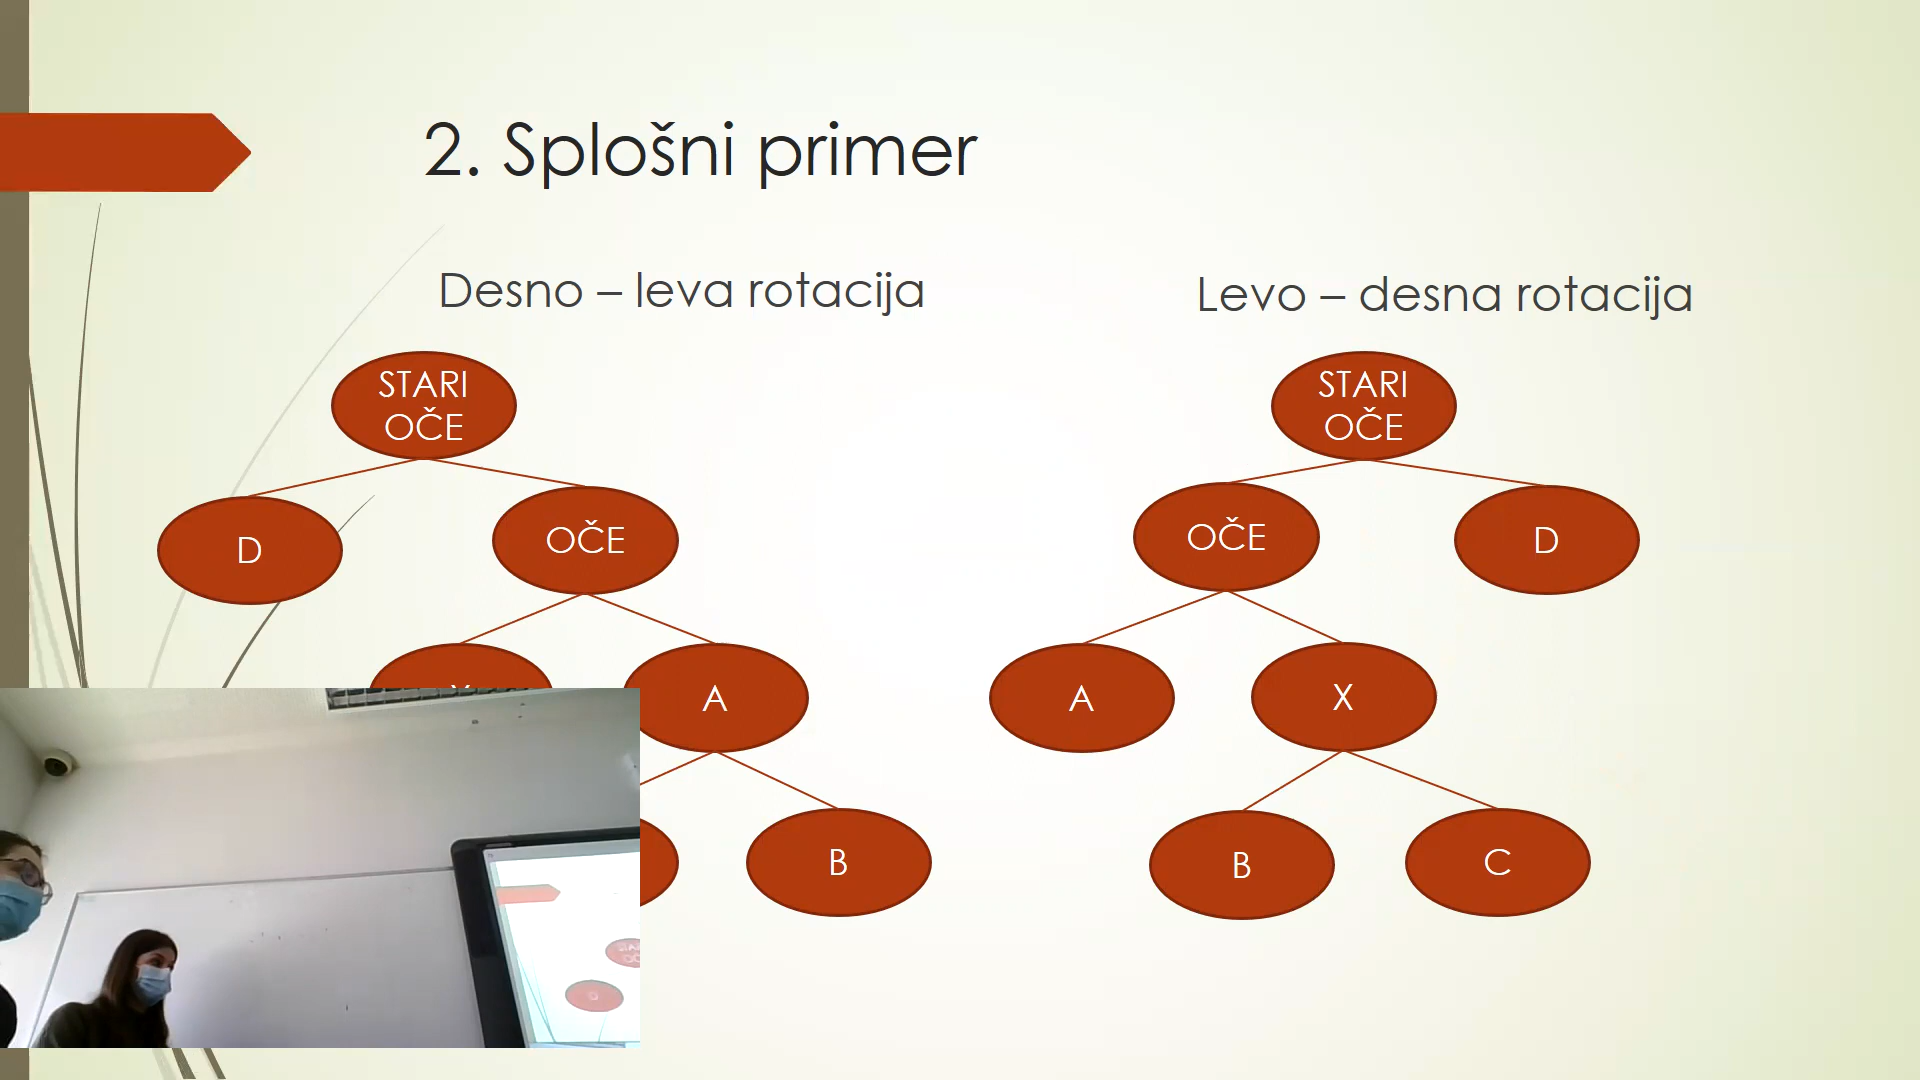 2. Splošni primer
Desno – leva rotacija
STARI
OČE
D
OČE
A
B
Levo – desna rotacija
STARI
OČE
OČE
D
A
X
B
C